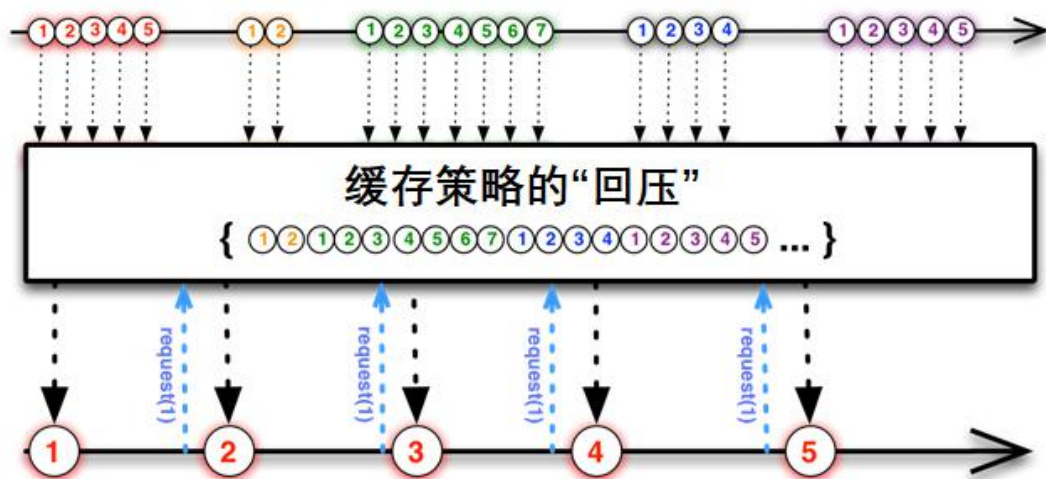 1 2 3 4 5 1 2 1 2 3 4 5 6 7 1 2 3 4 1 2 3 4 5
缓存策略的“回压”
{ 1 2 1 2 3 4 5 6 7 1 2 3 4 1 2 3 4 5 ... }
request(1) request(1) request(1) request(1)
1 2 3 4 5